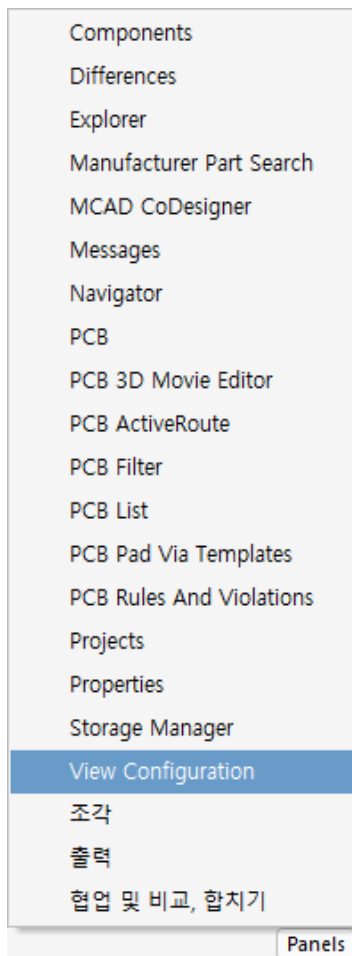 Components
Differences
Explorer
Manufacturer Part Search
MCAD CoDesigner
Messages
Navigator
PCB
PCB 3D Movie Editor
PCB ActiveRoute
PCB Filter
PCB List
PCB Pad Via Templates
PCB Rules And Violations
Projects
Properties
Storage Manager
View Configuration
조각
출력
협업 및 비교, 합치기
Panels